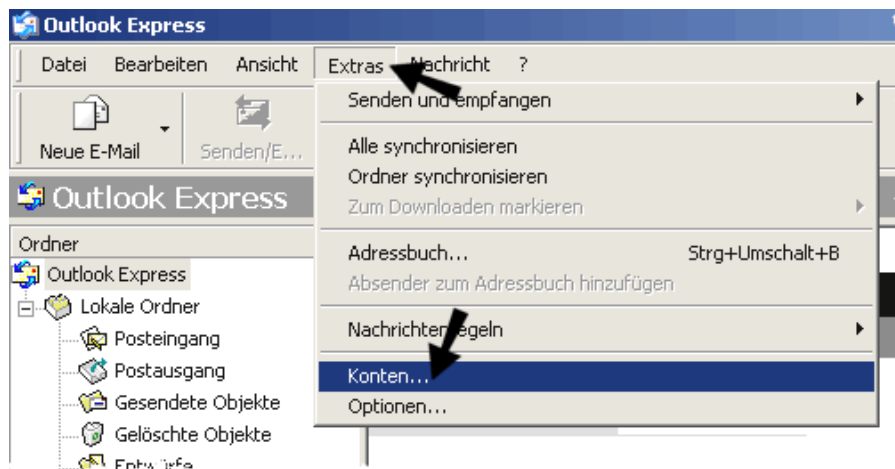 Outlook Express
Datei Bearbeiten Ansicht Extras Nachricht ?
Neue E-Mail Senden/E...
Outlook Express
Ordner
Outlook Express
Lokale Ordner
Posteingang
Postausgang
Gesendete Objekte
Gelöschte Objekte
Entwürfe
Senden und empfangen
Alle synchronisieren
Ordner synchronisieren
Zum Downloaden markieren
Adressbuch... Strg+Umschalt+B
Absender zum Adressbuch hinzufügen
Nachrichtenregeln
Konten...
Optionen...